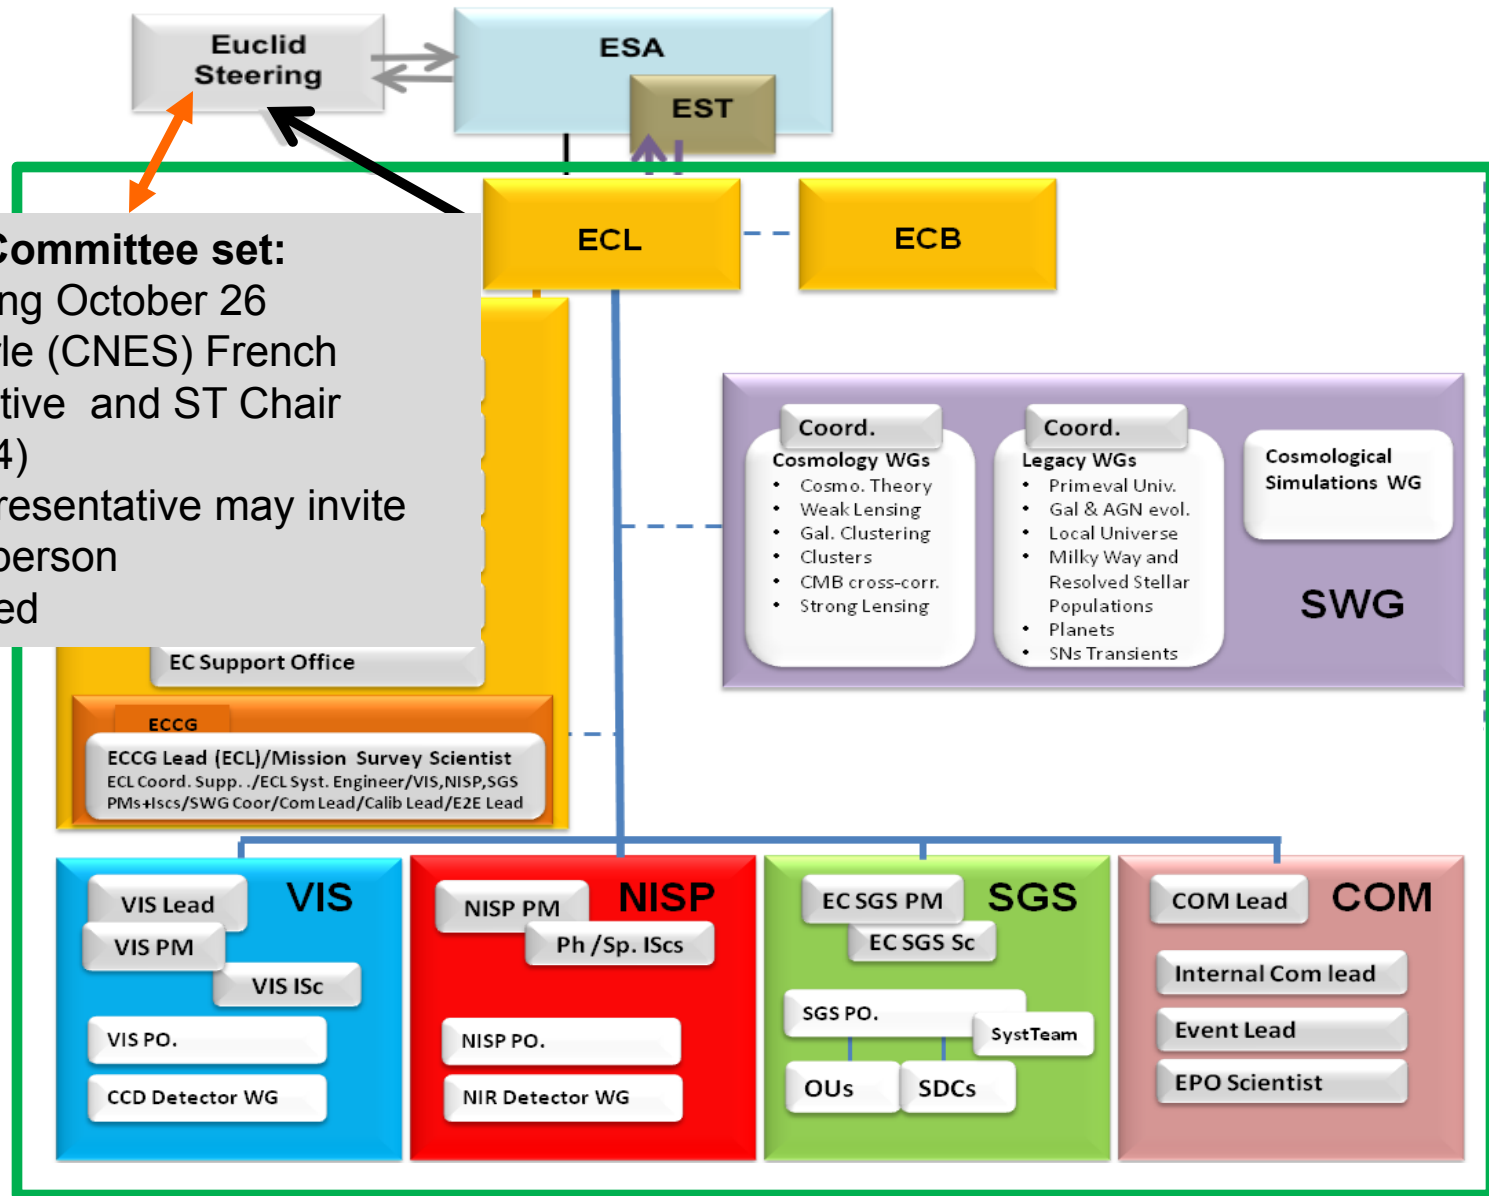 Euclid
Steering
ESA
EST
ECL
ECB
Committee set:
October 26
(CNES) French
and ST Chair
4)
may invite
person
EC Support Office
ECCG
ECCG Lead (ECL)/Mission Survey Scientist
ECL Coord. Supp. ./ECL Syst. Engineer/VIS,NISP,SGS
PMs+Iscs/SWG Coor/Com Lead/Calib Lead/E2E Lead
Coord.
Cosmology WGs
• Cosmo. Theory
• Weak Lensing
• Gal. Clustering
• Clusters
• CMB cross-corr.
• Strong Lensing
Coord.
Legacy WGs
• Primeval Univ.
• Gal & AGN evol.
• Local Universe
• Milky Way and
Resolved Stellar
Populations
• Planets
• SNs Transients
Cosmological
Simulations WG
SWG
VIS
VIS Lead
VIS PM
VIS ISc
VIS PO.
CCD Detector WG
NISP
NISP PM
Ph /Sp. IScs
NISP PO.
NIR Detector WG
SGS
EC SGS PM
EC SGS Sc
SGS PO.
SystTeam
OUs
SDCs
COM
COM Lead
Internal Com lead
Event Lead
EPO Scientist